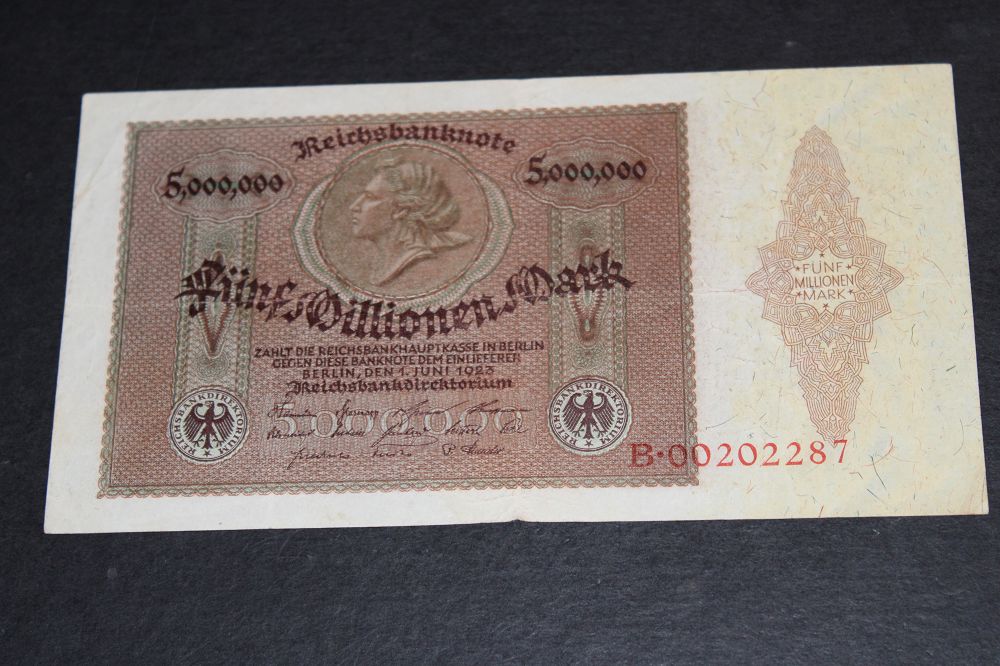 Reichsbanknote
5,000,000
5,000,000
Fünf Millionen Mark
ZAHLT DIE REICHSBANKHAUPTKASSE IN BERLIN
GEGEN DIESE BANKNOTE DEM EINLIEFERER
BERLIN, DEN 1. JUNI 1923
Reichsbankdirektorium
5000000
REICHSBANKDIREKTORIUM
REICHSBANKDIREKTORIUM
B·00202287
FÜNF
MILLIONEN
MARK